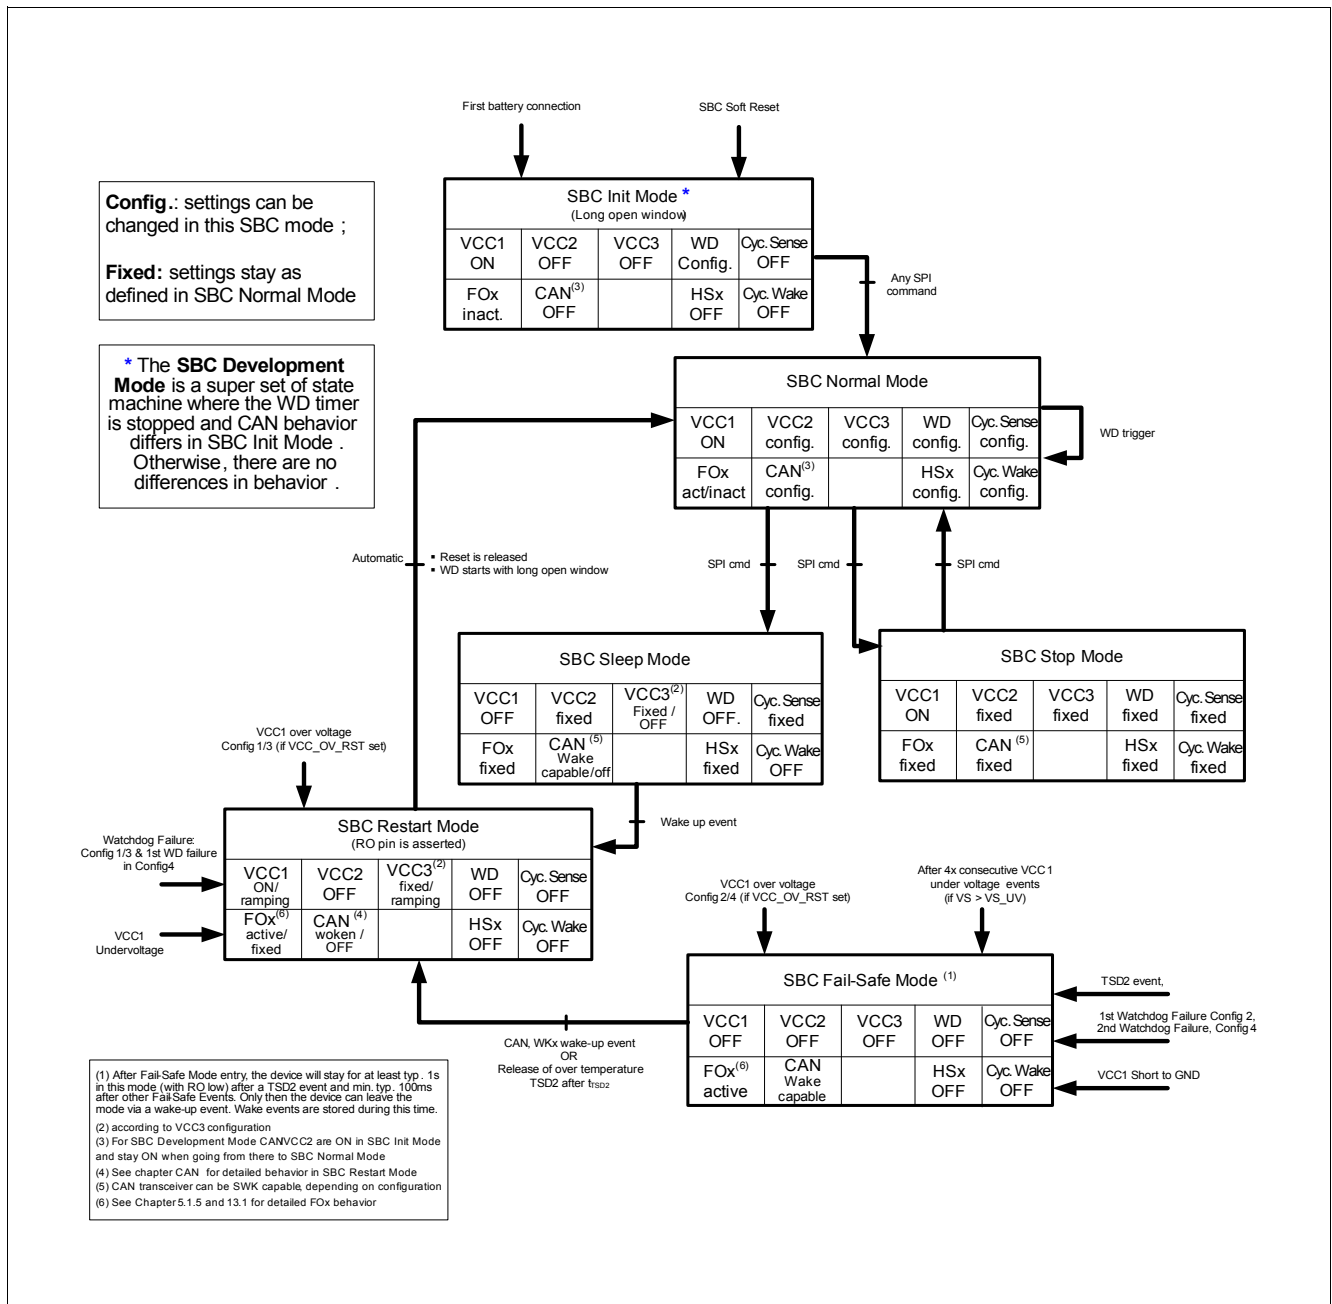 First battery connection
SBC Soft Reset
Config.: settings can be
changed in this SBC mode ;
Fixed: settings stay as
defined in SBC Normal Mode
* The SBC Development
Mode is a super set of state
machine where the WD timer
is stopped and CAN behavior
differs in SBC Init Mode .
Otherwise, there are no
differences in behavior .
SBC Init Mode *
(Long open window)
VCC1 VCC2 VCC3 WD Cyc. Sense
ON OFF OFF Config. OFF
FOx CAN(3) HSx Cyc. Wake
inact. OFF OFF OFF
Any SPI
command
SBC Normal Mode
VCC1 VCC2 VCC3 WD Cyc. Sense
ON config. config. config. config.
FOx CAN(3) HSx Cyc. Wake
act/inact config. config. config.
WD trigger
Automatic
▪ Reset is released
▪ WD starts with long open window
SPI cmd
SPI cmd
SPI cmd
SBC Sleep Mode
VCC1 VCC2 VCC3(2) WD Cyc. Sense
OFF fixed Fixed / OFF. fixed
OFF
FOx CAN (5) HSx Cyc. Wake
fixed Wake fixed OFF
capable/off
SBC Stop Mode
VCC1 VCC2 VCC3 WD Cyc. Sense
ON fixed fixed fixed fixed
FOx CAN (5) HSx Cyc. Wake
fixed fixed fixed fixed
VCC1 over voltage
Config 1/3 (if VCC_OV_RST set)
Wake up event
Watchdog Failure:
Config 1/3 & 1st WD failure
in Config4
VCC1
Undervoltage
SBC Restart Mode
(RO pin is asserted)
VCC1 VCC2 VCC3(2) WD Cyc. Sense
ON/ OFF fixed/ OFF OFF
ramping ramping
FOx(6) CAN (4) HSx Cyc. Wake
active/ woken / OFF OFF
fixed OFF
VCC1 over voltage
Config 2/4 (if VCC_OV_RST set)
After 4x consecutive VCC1
under voltage events
(if VS > VS_UV)
SBC Fail-Safe Mode (1)
VCC1 VCC2 VCC3 WD Cyc. Sense
OFF OFF OFF OFF OFF
FOx(6) CAN HSx Cyc. Wake
active Wake OFF OFF
capable
TSD2 event,
1st Watchdog Failure Config 2,
2nd Watchdog Failure, Config 4
VCC1 Short to GND
CAN, WKx wake-up event
OR
Release of over temperature
TSD2 after tTSD2
(1) After Fail-Safe Mode entry, the device will stay for at least typ. 1s
in this mode (with RO low) after a TSD2 event and min. typ. 100ms
after other Fail-Safe Events. Only then the device can leave the
mode via a wake-up event. Wake events are stored during this time.
(2) according to VCC3 configuration
(3) For SBC Development Mode CAN/VCC2 are ON in SBC Init Mode
and stay ON when going from there to SBC Normal Mode
(4) See chapter CAN for detailed behavior in SBC Restart Mode
(5) CAN transceiver can be SWK capable, depending on configuration
(6) See Chapter 5.1.5 and 13.1 for detailed FOx behavior